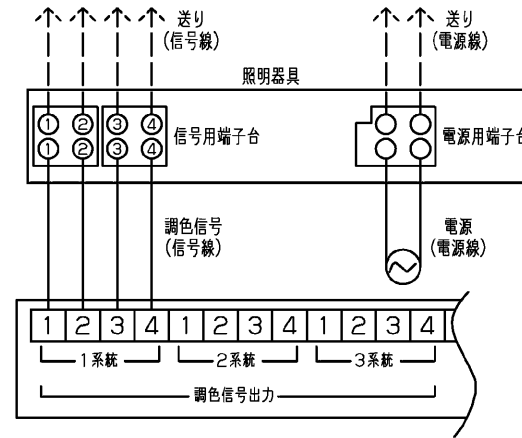 送り
(信号線)
送り
(電源線)
照明器具
① ② ③ ④
① ② ③ ④
信号用端子台
電源用端子台
調色信号
(信号線)
電源
(電源線)
1 2 3 4 1 2 3 4 1 2 3 4
1系統 2系統 3系統
調色信号出力